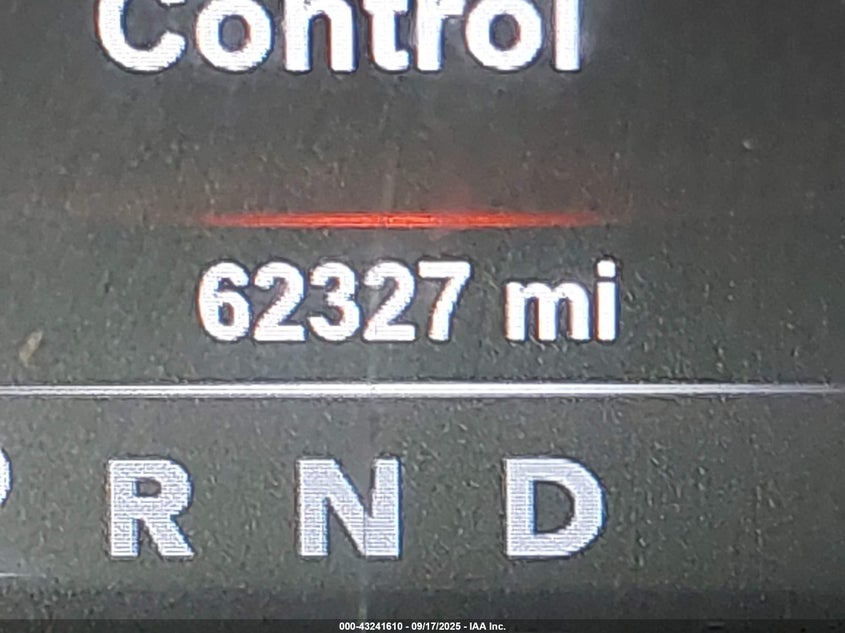 Control
62327 mi
R N D
000-43241610 - 09/17/2025 - IAA Inc.